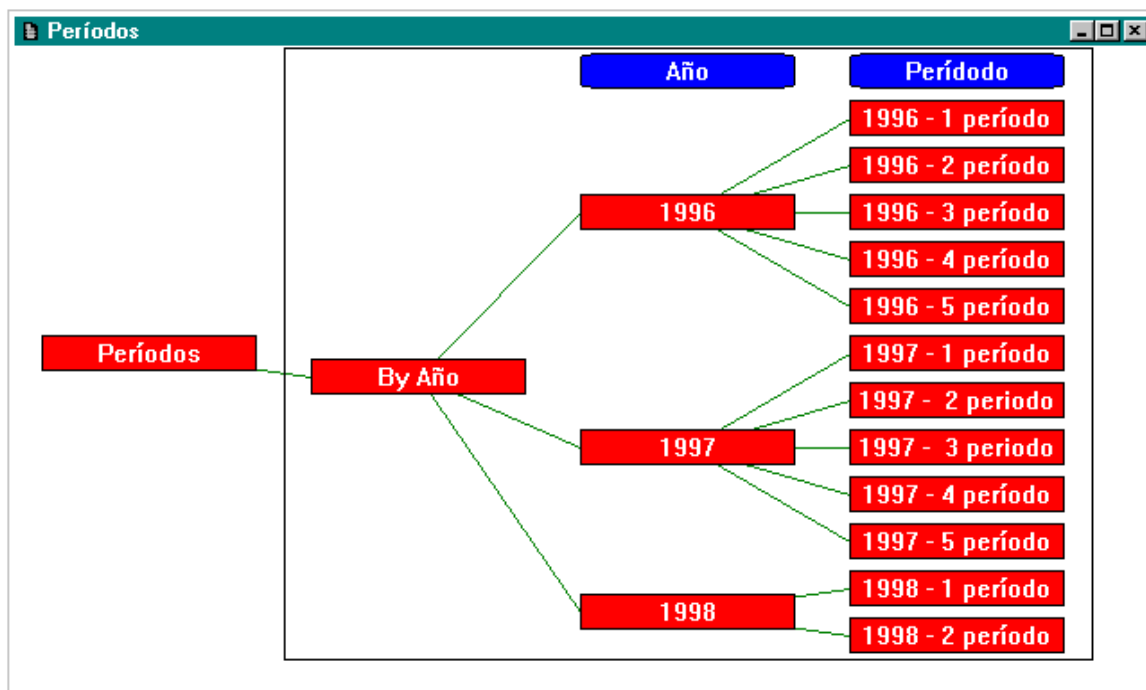 Períodos
Año
Perídodo
1996 - 1 período
1996 - 2 período
1996
1996 - 3 período
1996 - 4 período
1996 - 5 período
Períodos
By Año
1997 - 1 período
1997 -  2 periodo
1997
1997 -  3 periodo
1997 - 4 período
1997 - 5 período
1998
1998 - 1 período
1998 - 2 período